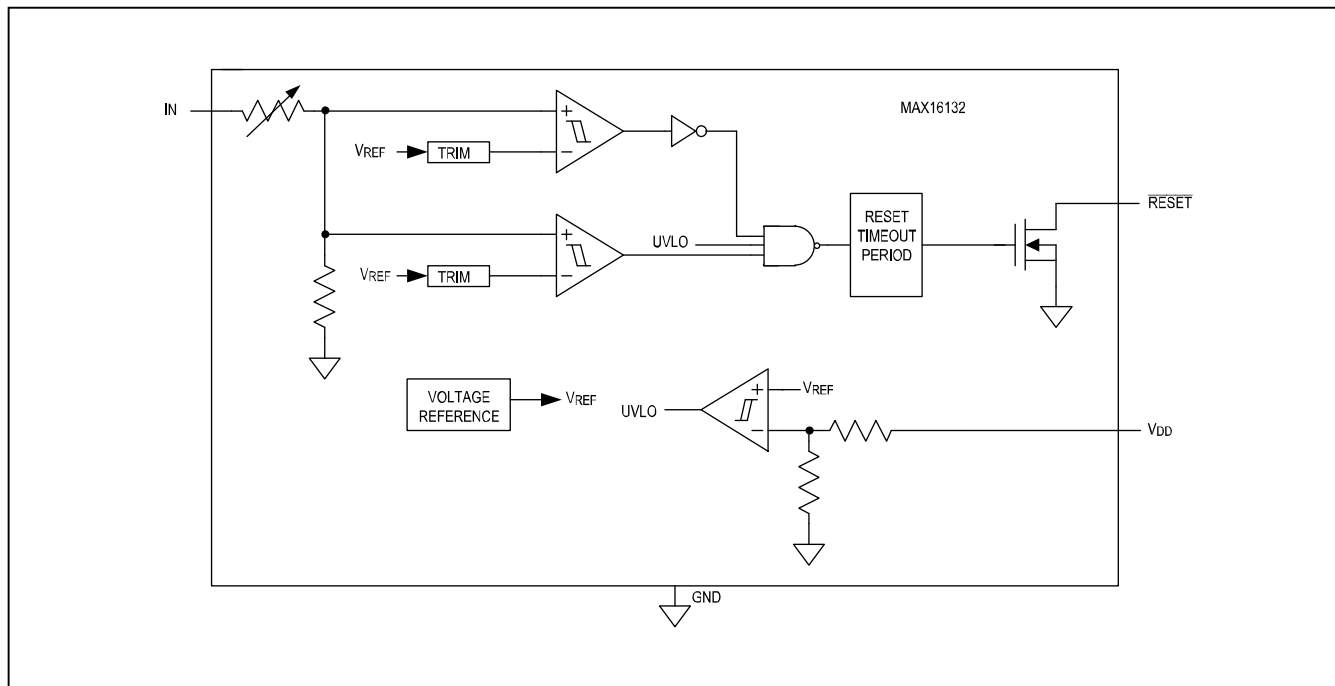 MAX16132
IN
VREF
TRIM
+
−
VREF
TRIM
+
−
UVLO
RESET
TIMEOUT
PERIOD
RESET
VOLTAGE
REFERENCE
VREF
UVLO
+
−
VREF
VDD
GND